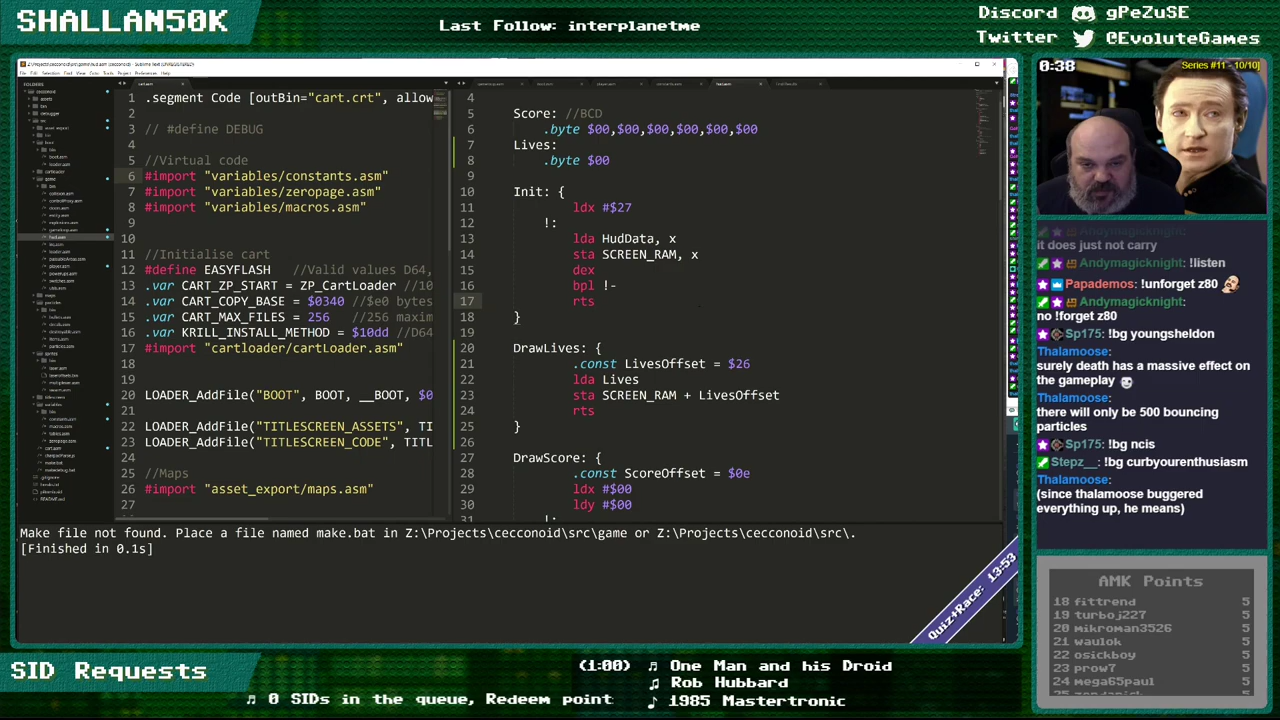 SHALLAN50K
Last Follow: interplanetme
Discord gPeZuSE
Twitter @EvoluteGames
0:38
Series #11 - 10/10]
FOLDERS
1 .segment Code [outBin="cart.crt", allow
2
3 // #define DEBUG
4
5 //Virtual code
6 #import "variables/constants.asm"
7 #import "variables/zeropage.asm"
8 #import "variables/macros.asm"
9
10
11 //Initialise cart
12 #define EASYFLASH //Valid values D64,
13 .var CART_ZP_START = ZP_CartLoader //10
14 .var CART_COPY_BASE = $0340 //$e0 bytes
15 .var CART_MAX_FILES = 256 //256 maxim
16 .var KRILL_INSTALL_METHOD = $10dd //D64
17 #import "cartloader/cartLoader.asm"
18
19
20 LOADER_AddFile("BOOT", BOOT, __BOOT, $0
21
22 LOADER_AddFile("TITLESCREEN_ASSETS", TI
23 LOADER_AddFile("TITLESCREEN_CODE", TITL
24
25 //Maps
26 #import "asset_export/maps.asm"
27
4
5 Score: //BCD
6 .byte $00,$00,$00,$00,$00,$00
7 Lives:
8 .byte $00
9
10 Init: {
11 ldx #$27
12 !:
13 lda HudData, x
14 sta SCREEN_RAM, x
15 dex
16 bpl !-
17 rts
18 }
19
20 DrawLives: {
21 .const LivesOffset = $26
22 lda Lives
23 sta SCREEN_RAM + LivesOffset
24 rts
25 }
26
27 DrawScore: {
28 .const ScoreOffset = $0e
29 ldx #$00
30 ldy #$00
31 !:
Make file not found. Place a file named make.bat in Z:\Projects\cecconoid\src\game or Z:\Projects\cecconoid\src\.
[Finished in 0.1s]
Quiz+Race: 13:53
Andymagicknight:
it does just not carry
Andymagicknight: !listen
Papademos: !unforget z80
Andymagicknight:
no !forget z80
Sp175: !bg youngsheldon
Thalamoose:
surely death has a massive effect on
the gameplay
Thalamoose:
there will only be 500 bouncing
particles
Sp175: !bg ncis
Stepz__: !bg curbyourenthusiasm
Thalamoose:
(since thalamoose buggered
everything up, he means)
AMK Points
18 fittrend 5
19 turboj227 5
20 mikroman3526 5
21 waulok 5
22 osickboy 5
23 prow7 5
24 mega65paul 5
SID Requests
(1:00) ♫ One Man and his Droid
♫ Rob Hubbard
♫ 0 SIDs in the queue, Redeem point
♪ 1985 Mastertronic